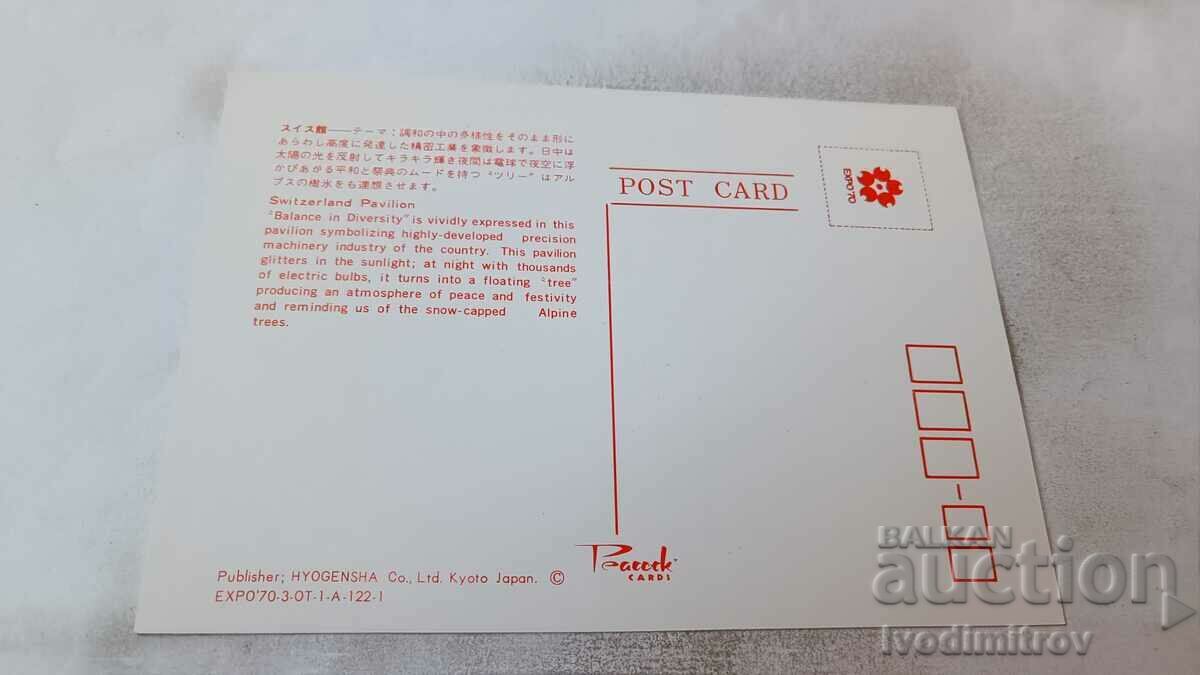 スイス館――テーマ：調和の中の多様性をそのまま形に
あらわし高度に発達した精密工業を象徴します。日中は
太陽の光を反射してキラキラ輝き夜間は電球で夜空に浮
かびあがる平和と祭典のムードを持つ〝ツリー〟はアル
プスの樹氷をも連想させます。
Switzerland Pavilion
"Balance in Diversity" is vividly expressed in this
pavilion symbolizing highly-developed precision
machinery industry of the country. This pavilion
glitters in the sunlight; at night with thousands
of electric bulbs, it turns into a floating "tree"
producing an atmosphere of peace and festivity
and reminding us of the snow-capped Alpine
trees.
POST CARD
EXPO'70
Peacock
CARDS
Publisher; HYOGENSHA Co., Ltd. Kyoto Japan. ©
EXPO'70-3-OT-1-A-122-1
BALKAN
auction
Ivodimitrov